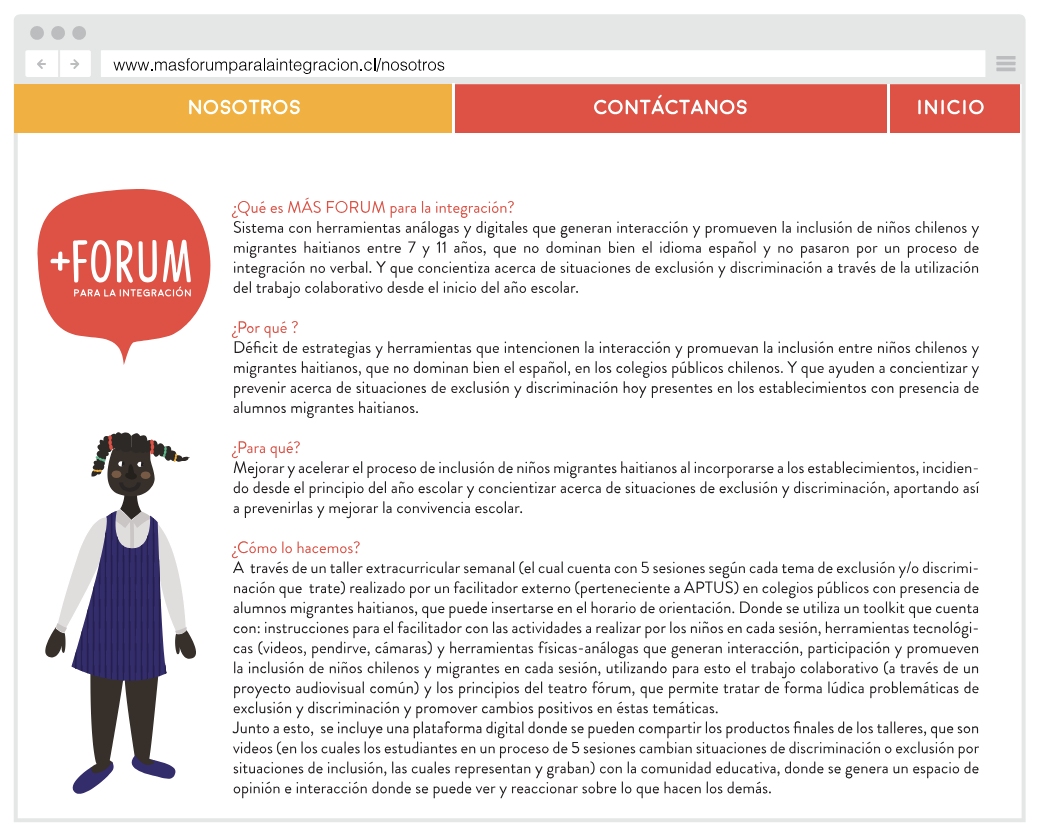 www.masforumparalaintegracion.cl/nosotros
NOSOTROS
CONTÁCTANOS
INICIO
+FORUM
PARA LA INTEGRACIÓN
¿Qué es MÁS FORUM para la integración?
Sistema con herramientas análogas y digitales que generan interacción y promueven la inclusión de niños chilenos y
migrantes haitianos entre 7 y 11 años, que no dominan bien el idioma español y no pasaron por un proceso de
integración no verbal. Y que concientiza acerca de situaciones de exclusión y discriminación a través de la utilización
del trabajo colaborativo desde el inicio del año escolar.
¿Por qué ?
Déficit de estrategias y herramientas que intencionen la interacción y promuevan la inclusión entre niños chilenos y
migrantes haitianos, que no dominan bien el español, en los colegios públicos chilenos. Y que ayuden a concientizar y
prevenir acerca de situaciones de exclusión y discriminación hoy presentes en los establecimientos con presencia de
alumnos migrantes haitianos.
¿Para qué?
Mejorar y acelerar el proceso de inclusión de niños migrantes haitianos al incorporarse a los establecimientos, incidien-
do desde el principio del año escolar y concientizar acerca de situaciones de exclusión y discriminación, aportando así
a prevenirlas y mejorar la convivencia escolar.
¿Cómo lo hacemos?
A través de un taller extracurricular semanal (el cual cuenta con 5 sesiones según cada tema de exclusión y/o discrimi-
nación que trate) realizado por un facilitador externo (perteneciente a APTUS) en colegios públicos con presencia de
alumnos migrantes haitianos, que puede insertarse en el horario de orientación. Donde se utiliza un toolkit que cuenta
con: instrucciones para el facilitador con las actividades a realizar por los niños en cada sesión, herramientas tecnológi-
cas (videos, pendirve, cámaras) y herramientas físicas-análogas que generan interacción, participación y promueven
la inclusión de niños chilenos y migrantes en cada sesión, utilizando para esto el trabajo colaborativo (a través de un
proyecto audiovisual común) y los principios del teatro fórum, que permite tratar de forma lúdica problemáticas de
exclusión y discriminación y promover cambios positivos en éstas temáticas.
Junto a esto, se incluye una plataforma digital donde se pueden compartir los productos finales de los talleres, que son
videos (en los cuales los estudiantes en un proceso de 5 sesiones cambian situaciones de discriminación o exclusión por
situaciones de inclusión, las cuales representan y graban) con la comunidad educativa, donde se genera un espacio de
opinión e interacción donde se puede ver y reaccionar sobre lo que hacen los demás.